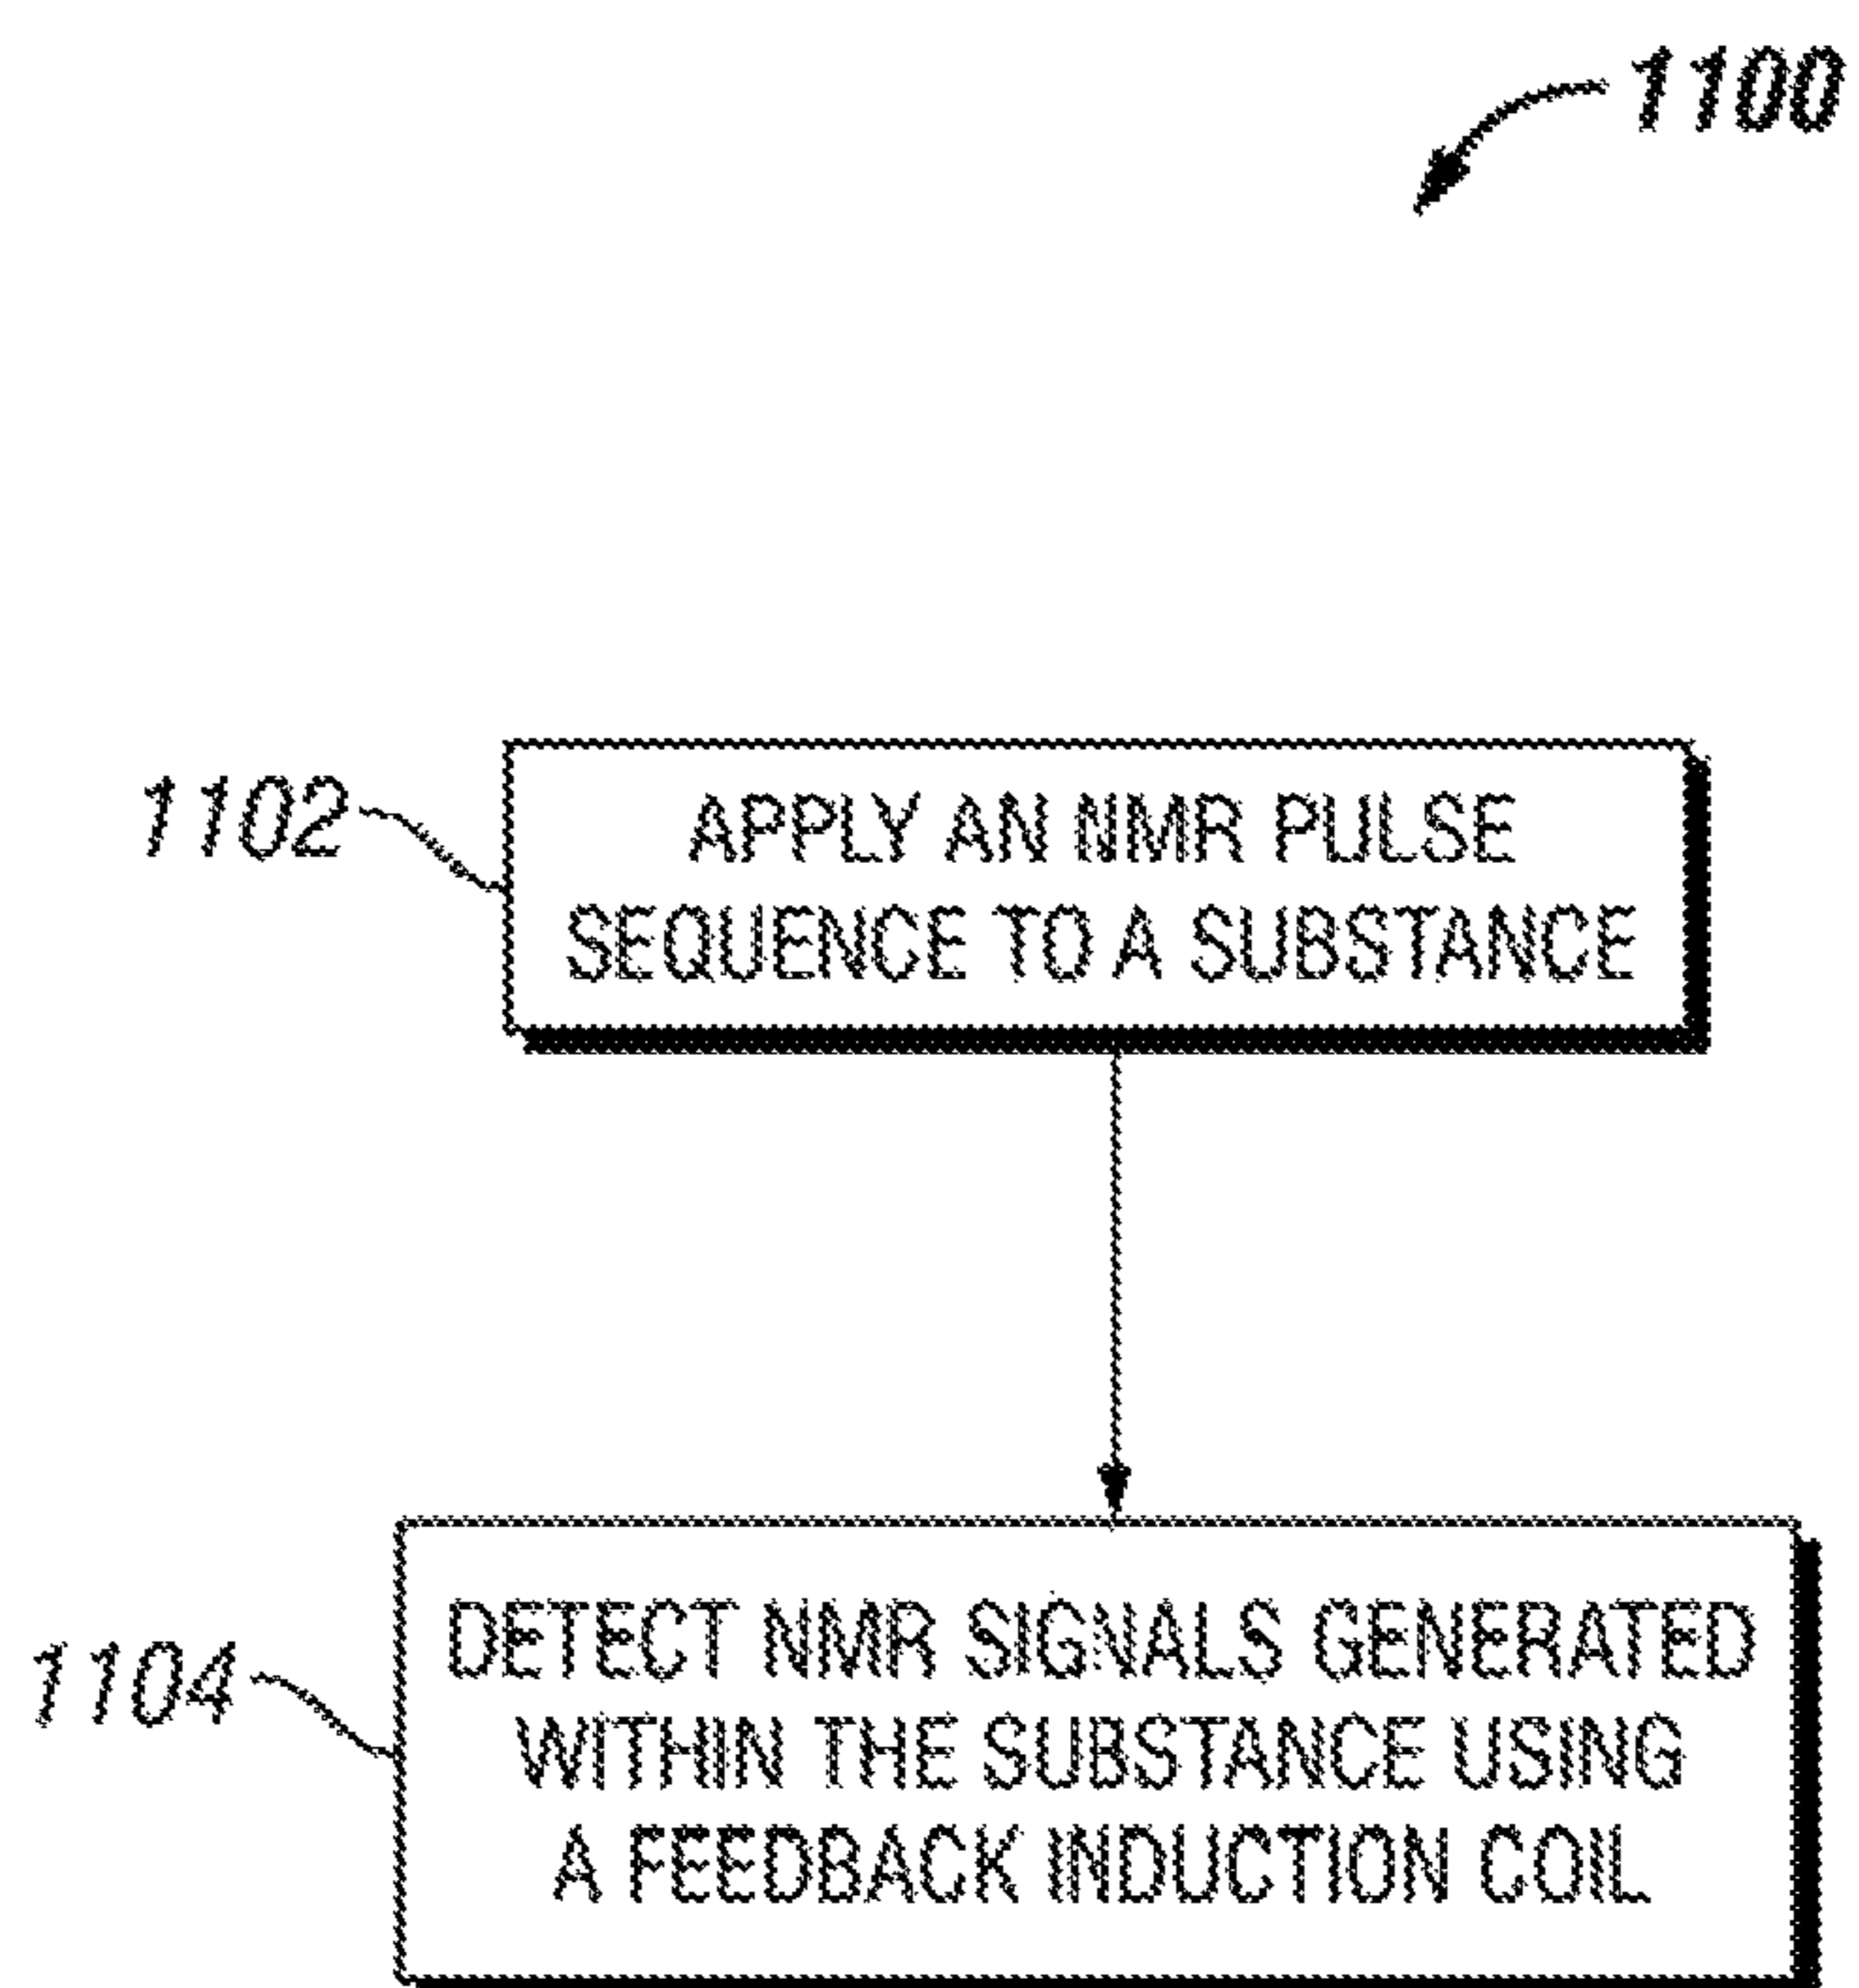 1100
1102
APPLY AN NMR PULSE
SEQUENCE TO A SUBSTANCE
1104
DETECT NMR SIGNALS GENERATED
WITHIN THE SUBSTANCE USING
A FEEDBACK INDUCTION COIL